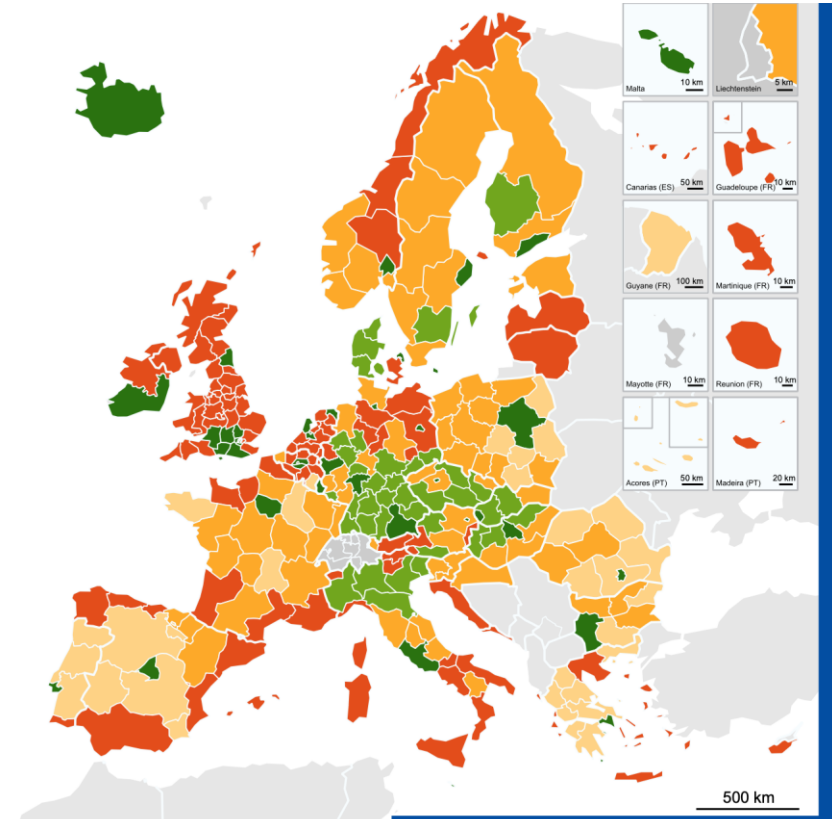 Malta
10 km
Liechtenstein
5 km
Canarias (ES)
50 km
Guadeloupe (FR)
10 km
Guyane (FR)
100 km
Martinique (FR)
10 km
Mayotte (FR)
10 km
Reunion (FR)
10 km
Acores (PT)
50 km
Madeira (PT)
20 km
500 km